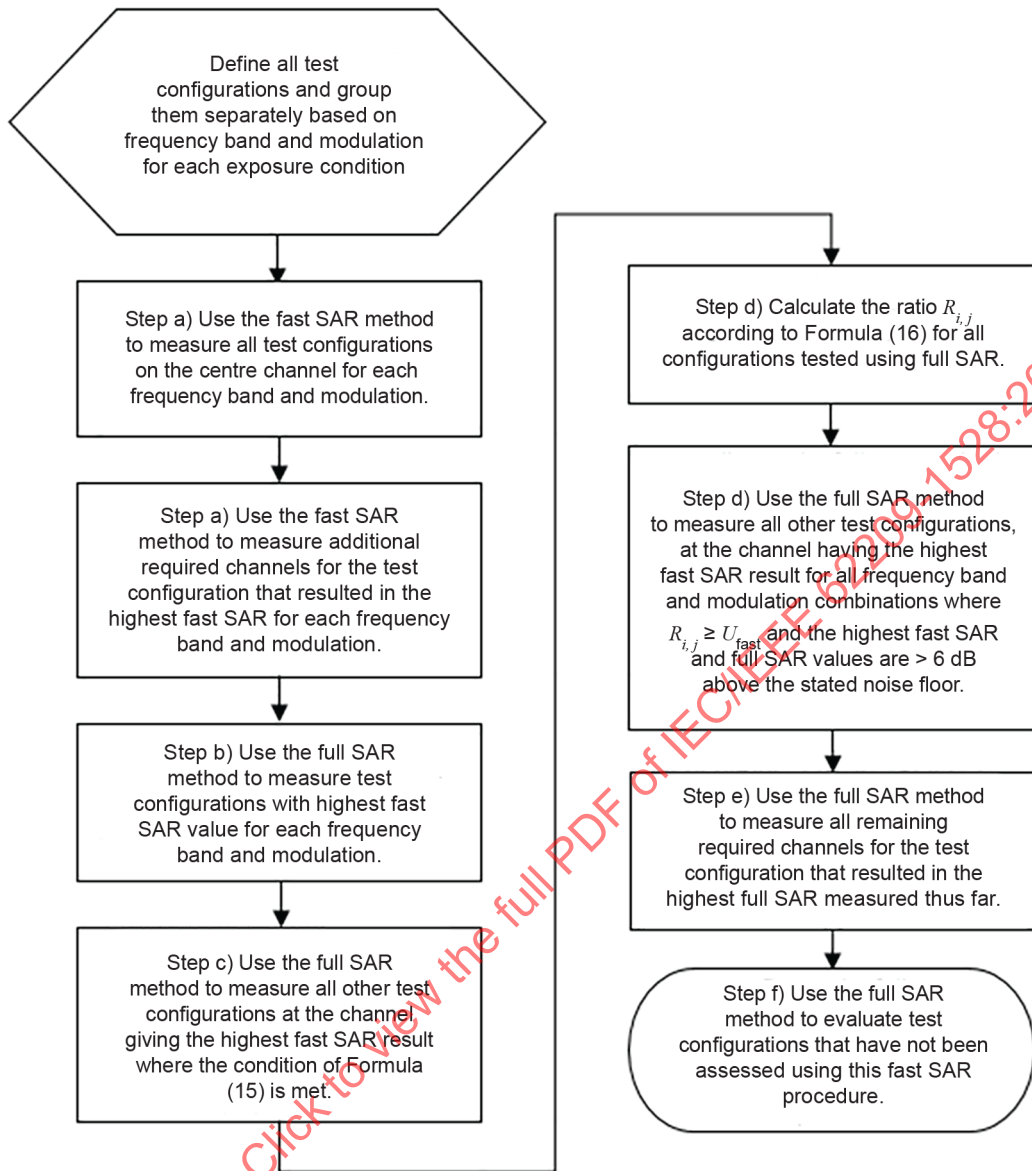 Define all test
configurations and group
them separately based on
frequency band and modulation
for each exposure condition
Step a) Use the fast SAR method
to measure all test configurations
on the centre channel for each
frequency band and modulation.
Step a) Use the fast SAR
method to measure additional
required channels for the test
configuration that resulted in the
highest fast SAR for each frequency
band and modulation.
Step b) Use the full SAR
method to measure test
configurations with highest fast
SAR value for each frequency
band and modulation.
Step c) Use the full SAR
method to measure all other test
configurations at the channel
giving the highest fast SAR result
where the condition of Formula
(15) is met.
Step d) Calculate the ratio R i,j
according to Formula (16) for all
configurations tested using full SAR.
Step d) Use the full SAR method
to measure all other test configurations,
at the channel having the highest
fast SAR result for all frequency band
and modulation combinations where
R i,j ≥ U fast and the highest fast SAR
and full SAR values are > 6 dB
above the stated noise floor.
Step e) Use the full SAR method
to measure all remaining
required channels for the test
configuration that resulted in the
highest full SAR measured thus far.
Step f) Use the full SAR
method to evaluate test
configurations that have not been
assessed using this fast SAR
procedure.
Click to view the full PDF of IEC/IEEE 62209-1528:2